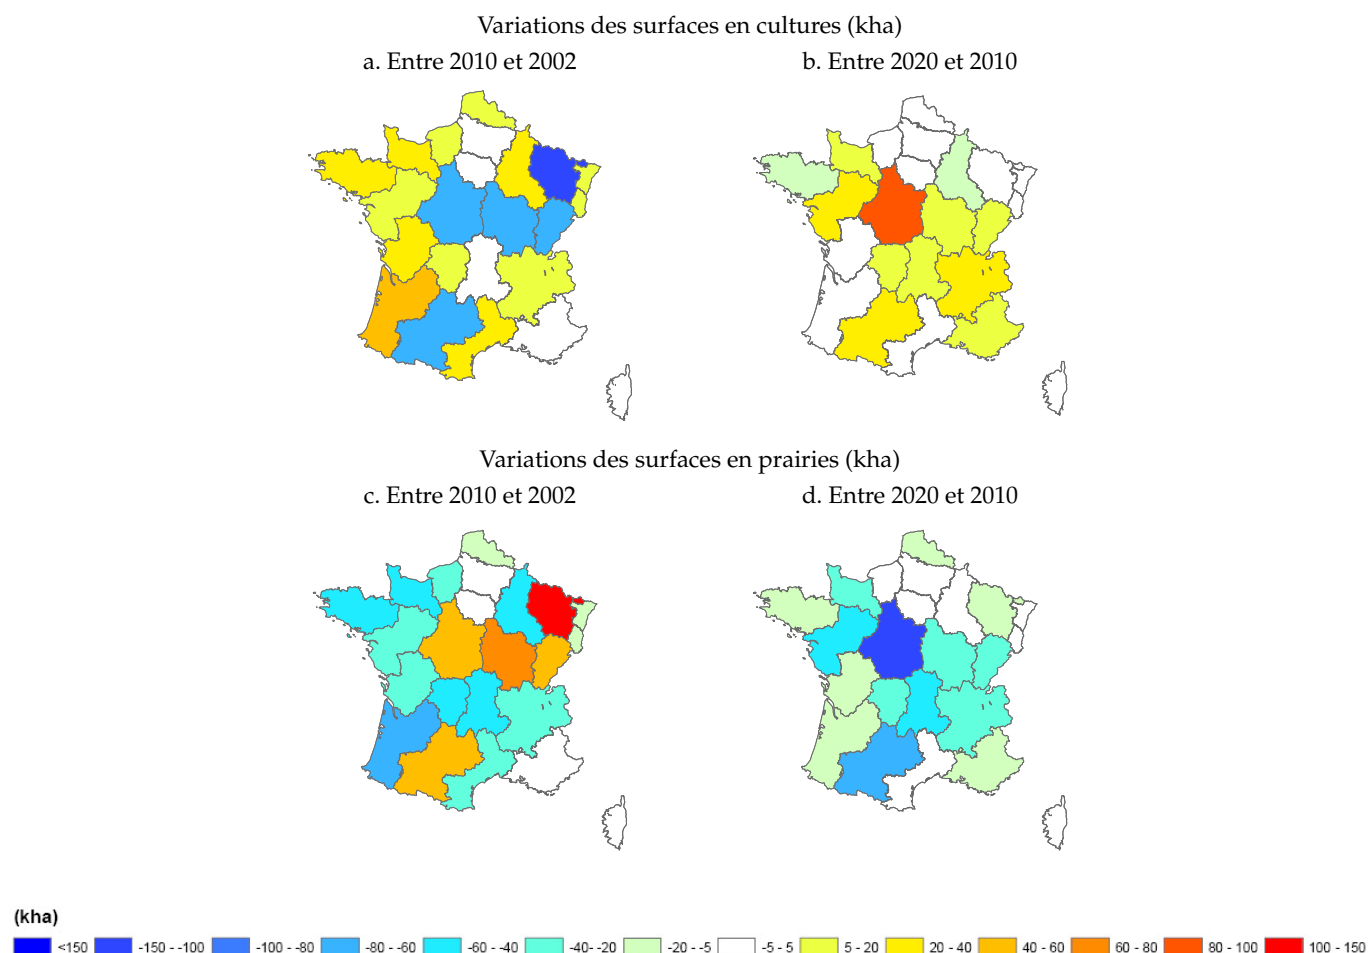 Variations des surfaces en cultures (kha)
a. Entre 2010 et 2002 b. Entre 2020 et 2010
Variations des surfaces en prairies (kha)
c. Entre 2010 et 2002 d. Entre 2020 et 2010
(kha)
<150 -150 - -100 -100 - -80 -80 - -60 -60 - -40 -40 - -20 -20 - -5 -5 - 5 5 - 20 20 - 40 40 - 60 60 - 80 80 - 100 100 - 150